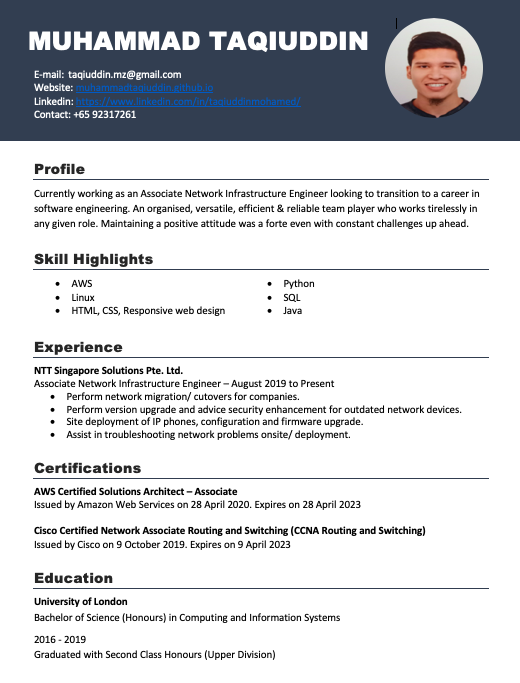 MUHAMMAD TAQIUDDIN
E-mail: taqiuddin.mz@gmail.com
Website: muhammadtaqiuddin.github.io
Linkedin: https://www.linkedin.com/in/taqiuddinmohamed/
Contact: +65 92317261
Profile
Currently working as an Associate Network Infrastructure Engineer looking to transition to a career in
software engineering. An organised, versatile, efficient & reliable team player who works tirelessly in
any given role. Maintaining a positive attitude was a forte even with constant challenges up ahead.
Skill Highlights
• AWS
• Linux
• HTML, CSS, Responsive web design
• Python
• SQL
• Java
Experience
NTT Singapore Solutions Pte. Ltd.
Associate Network Infrastructure Engineer – August 2019 to Present
• Perform network migration/ cutovers for companies.
• Perform version upgrade and advice security enhancement for outdated network devices.
• Site deployment of IP phones, configuration and firmware upgrade.
• Assist in troubleshooting network problems onsite/ deployment.
Certifications
AWS Certified Solutions Architect – Associate
Issued by Amazon Web Services on 28 April 2020. Expires on 28 April 2023
Cisco Certified Network Associate Routing and Switching (CCNA Routing and Switching)
Issued by Cisco on 9 October 2019. Expires on 9 April 2023
Education
University of London
Bachelor of Science (Honours) in Computing and Information Systems
2016 - 2019
Graduated with Second Class Honours (Upper Division)